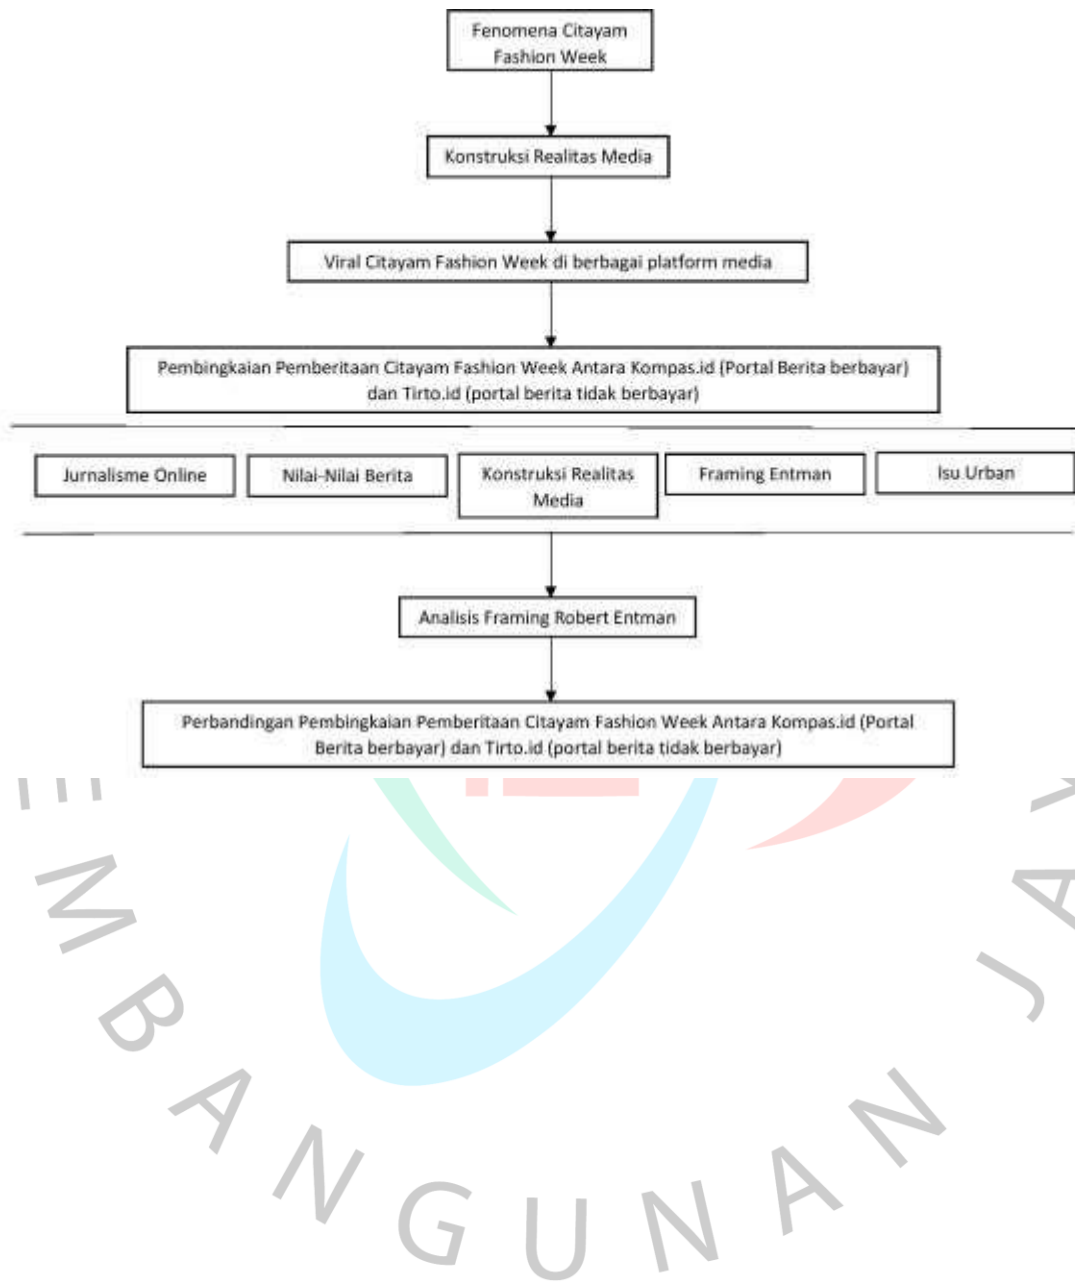 Fenomena Citayam
Fashion Week
Konstruksi Realitas Media
Viral Citayam Fashion Week di berbagai platform media
Pembingkaian Pemberitaan Citayam Fashion Week Antara Kompas.id (Portal Berita berbayar)
dan Tirto.id (portal berita tidak berbayar)
Jurnalisme Online
Nilai-Nilai Berita
Konstruksi Realitas
Media
Framing Entman
Isu Urban
Analisis Framing Robert Entman
Perbandingan Pembingkaian Pemberitaan Citayam Fashion Week Antara Kompas.id (Portal
Berita berbayar) dan Tirto.id (portal berita tidak berbayar)
EMBANGUNAN JAY